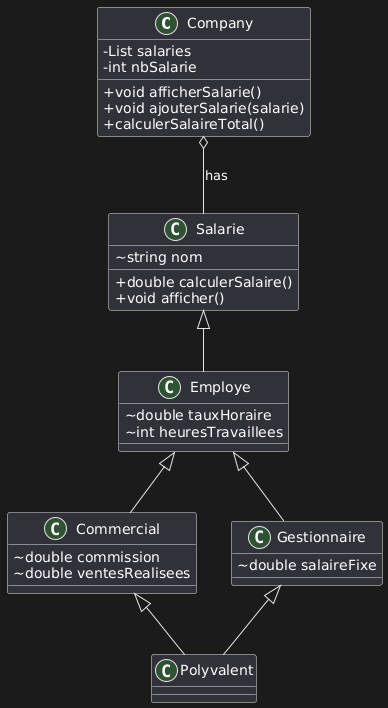 C Company
-List salaries
-int nbSalarie
+void afficherSalarie()
+void ajouterSalarie(salarie)
+calculerSalaireTotal()
has
C Salarie
~string nom
+double calculerSalaire()
+void afficher()
C Employe
~double tauxHoraire
~int heuresTravaillees
C Commercial
~double commission
~double ventesRealisees
C Gestionnaire
~double salaireFixe
C Polyvalent